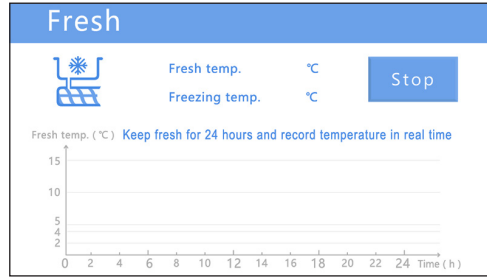 Fresh
Fresh temp. ℃
Stop
Freezing temp. ℃
Fresh temp. ( ℃ ) Keep fresh for 24 hours and record temperature in real time
15
10
5
4
2
0 2 4 6 8 10 12 14 16 18 20 22 24 Time ( h )